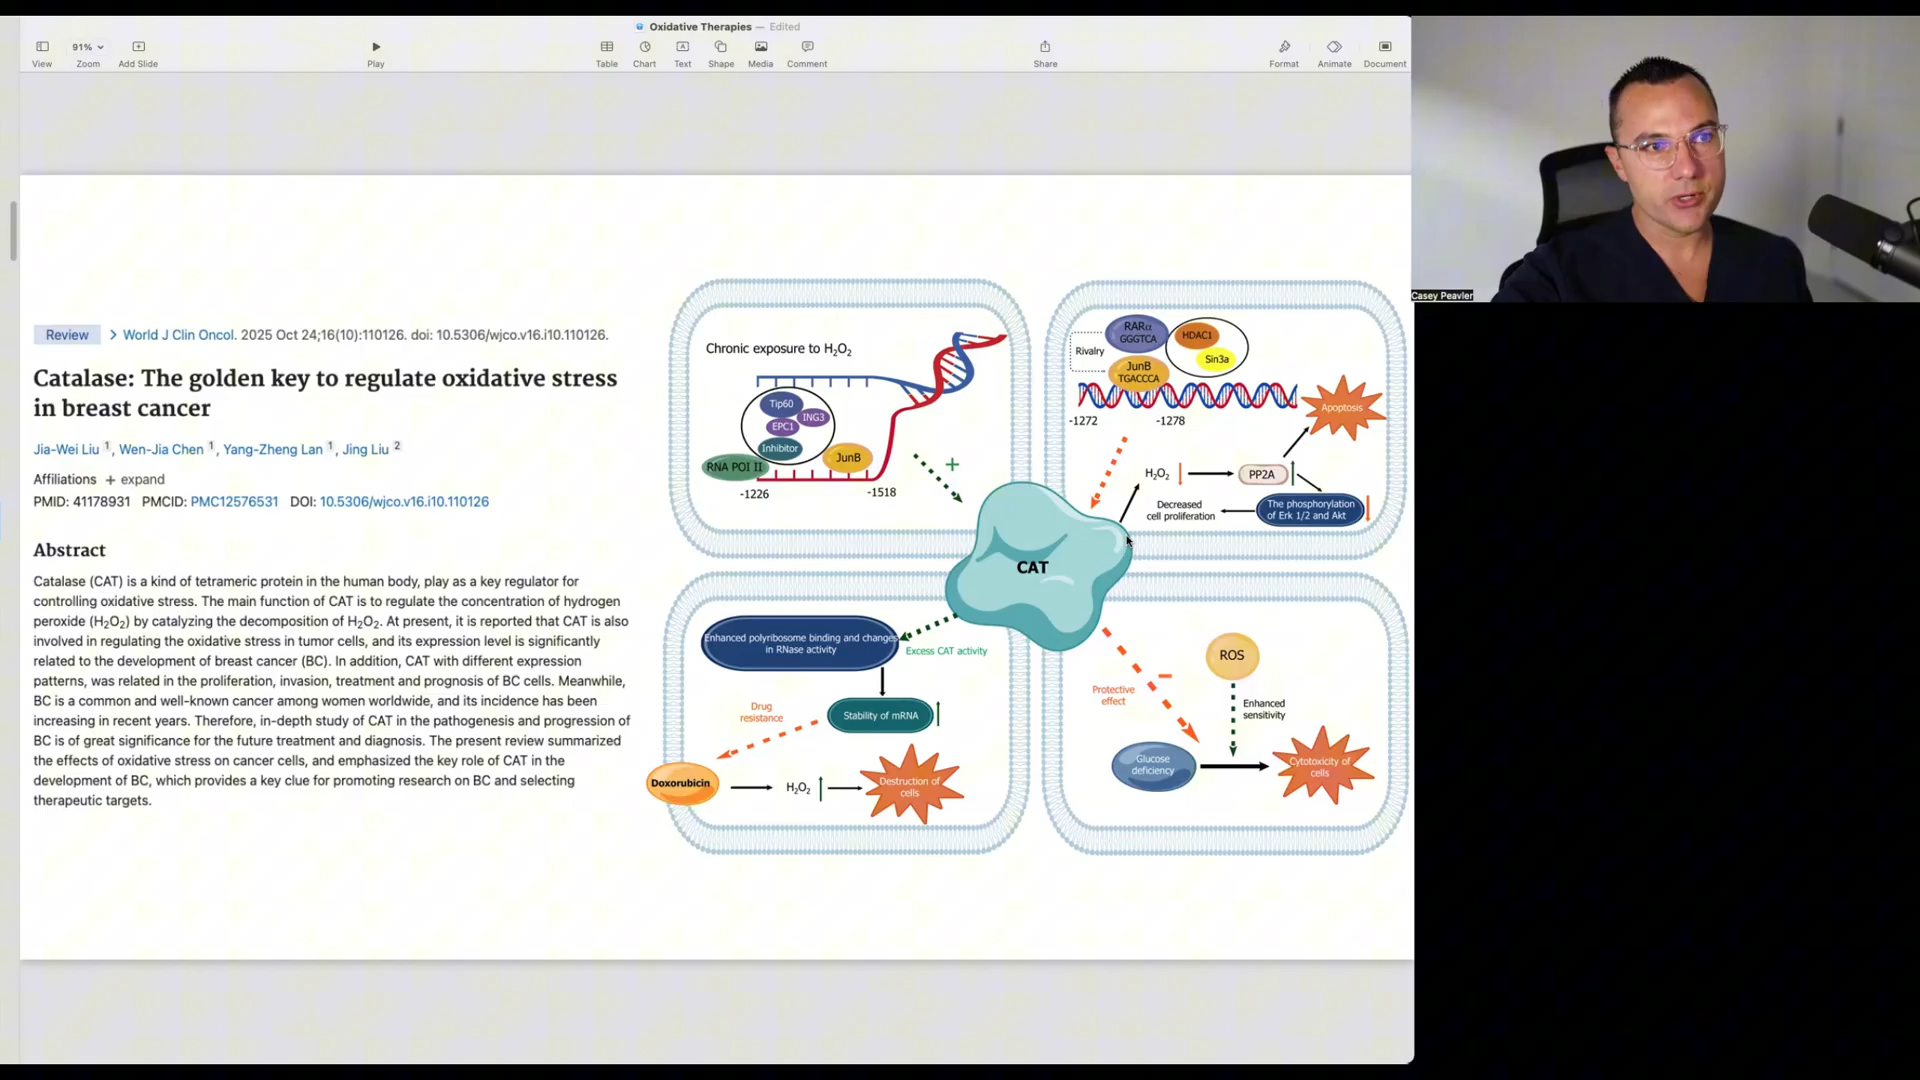 Oxidative Therapies — Edited
91%
View
Zoom
Add Slide
Play
Table
Chart
Text
Shape
Media
Comment
Share
Format
Animate
Document
Casey Peavler
Review > World J Clin Oncol. 2025 Oct 24;16(10):110126. doi: 10.5306/wjco.v16.i10.110126.
Catalase: The golden key to regulate oxidative stress
in breast cancer
Jia-Wei Liu 1, Wen-Jia Chen 1, Yang-Zheng Lan 1, Jing Liu 2
Affiliations + expand
PMID: 41178931 PMCID: PMC12576531 DOI: 10.5306/wjco.v16.i10.110126
Abstract
Catalase (CAT) is a kind of tetrameric protein in the human body, play as a key regulator for
controlling oxidative stress. The main function of CAT is to regulate the concentration of hydrogen
peroxide (H₂O₂) by catalyzing the decomposition of H₂O₂. At present, it is reported that CAT is also
involved in regulating the oxidative stress in tumor cells, and its expression level is significantly
related to the development of breast cancer (BC). In addition, CAT with different expression
patterns, was related in the proliferation, invasion, treatment and prognosis of BC cells. Meanwhile,
BC is a common and well-known cancer among women worldwide, and its incidence has been
increasing in recent years. Therefore, in-depth study of CAT in the pathogenesis and progression of
BC is of great significance for the future treatment and diagnosis. The present review summarized
the effects of oxidative stress on cancer cells, and emphasized the key role of CAT in the
development of BC, which provides a key clue for promoting research on BC and selecting
therapeutic targets.
Chronic exposure to H₂O₂
Tip60
ING3
EPC1
Inhibitor
RNA POI II
JunB
-1226
-1518
+
Rivalry
RARα
GGGTCA
HDAC1
Sin3a
JunB
TGACCCA
-1272
-1278
Apoptosis
H₂O₂
PP2A
Decreased
cell proliferation
The phosphorylation
of Erk 1/2 and Akt
CAT
Enhanced polyribosome binding and changes
in RNase activity
Excess CAT activity
Drug
resistance
Stability of mRNA
Doxorubicin
H₂O₂
Destruction of
cells
ROS
Protective
effect
Enhanced
sensitivity
Glucose
deficiency
Cytotoxicity of
cells